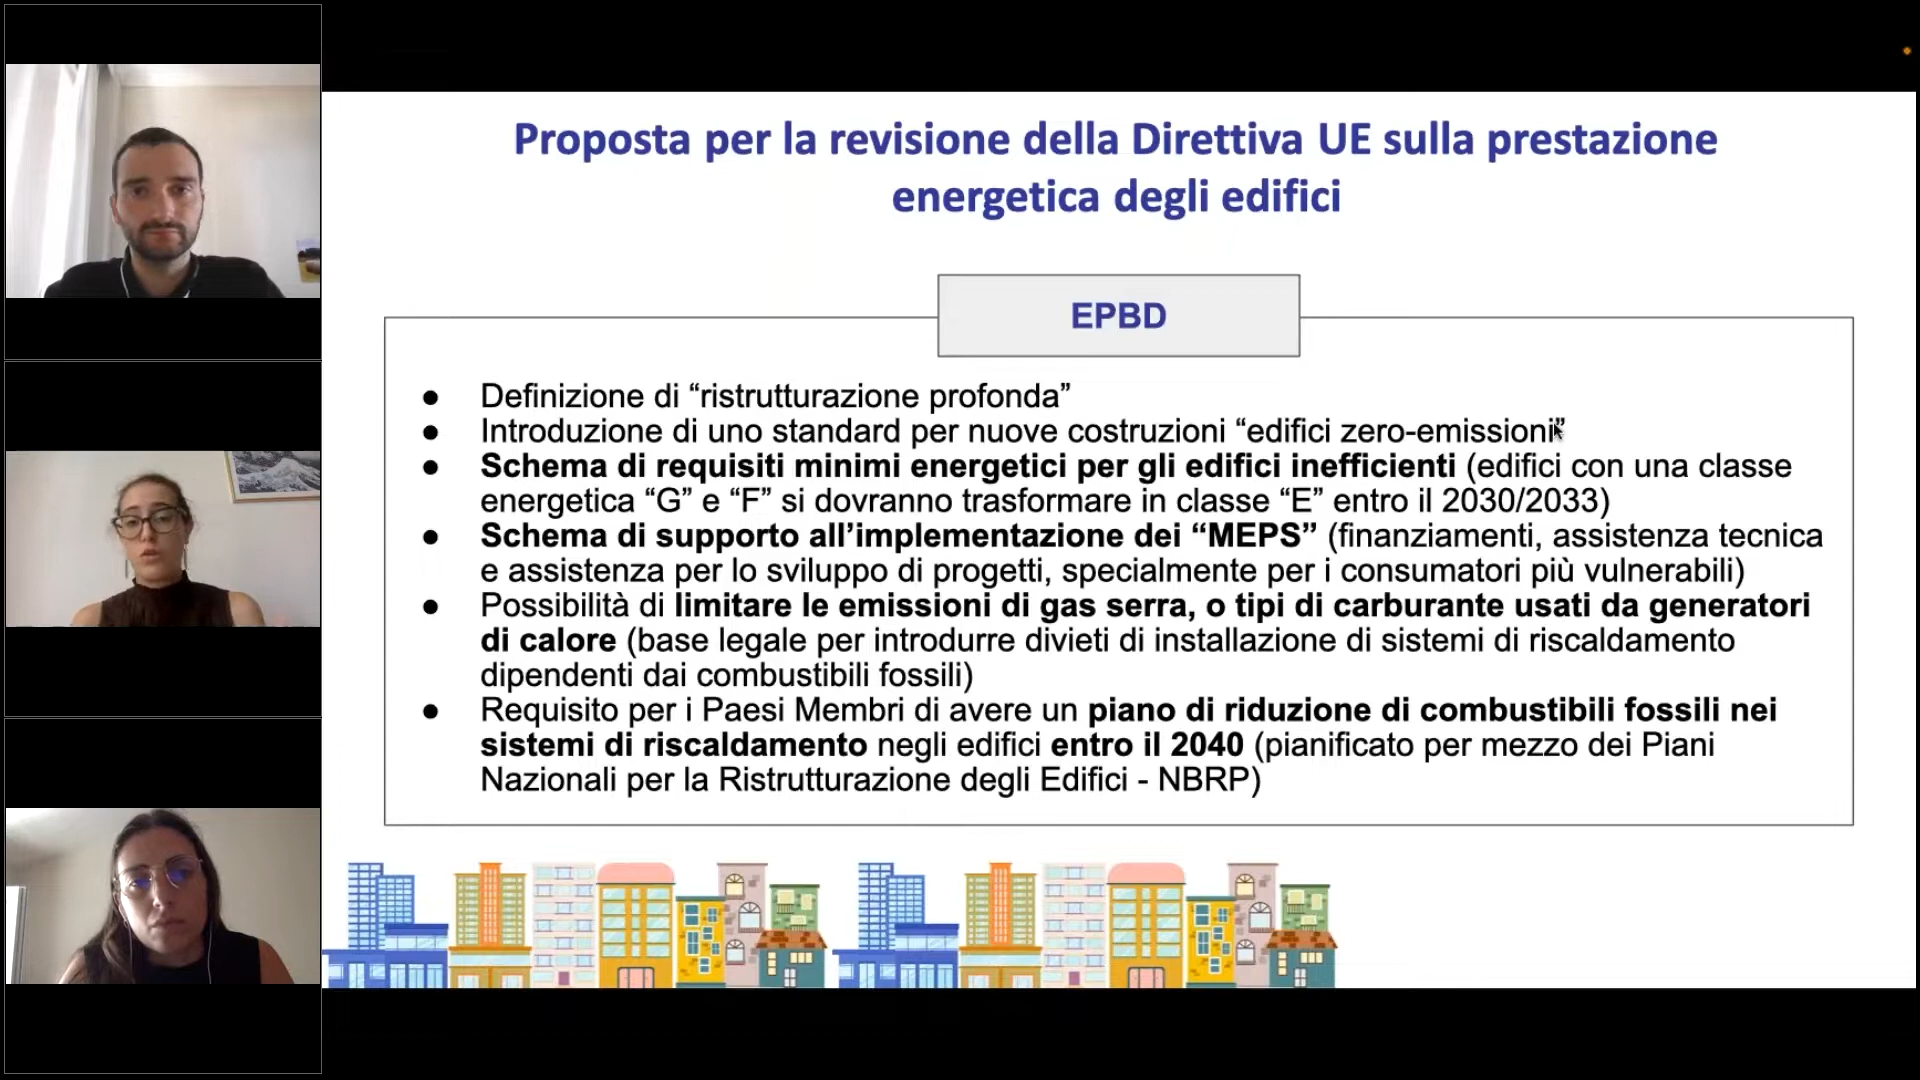 Proposta per la revisione della Direttiva UE sulla prestazione
energetica degli edifici
EPBD
● Definizione di “ristrutturazione profonda”
● Introduzione di uno standard per nuove costruzioni “edifici zero-emissioni”
● Schema di requisiti minimi energetici per gli edifici inefficienti (edifici con una classe
energetica “G” e “F” si dovranno trasformare in classe “E” entro il 2030/2033)
● Schema di supporto all’implementazione dei “MEPS” (finanziamenti, assistenza tecnica
e assistenza per lo sviluppo di progetti, specialmente per i consumatori più vulnerabili)
● Possibilità di limitare le emissioni di gas serra, o tipi di carburante usati da generatori
di calore (base legale per introdurre divieti di installazione di sistemi di riscaldamento
dipendenti dai combustibili fossili)
● Requisito per i Paesi Membri di avere un piano di riduzione di combustibili fossili nei
sistemi di riscaldamento negli edifici entro il 2040 (pianificato per mezzo dei Piani
Nazionali per la Ristrutturazione degli Edifici - NBRP)